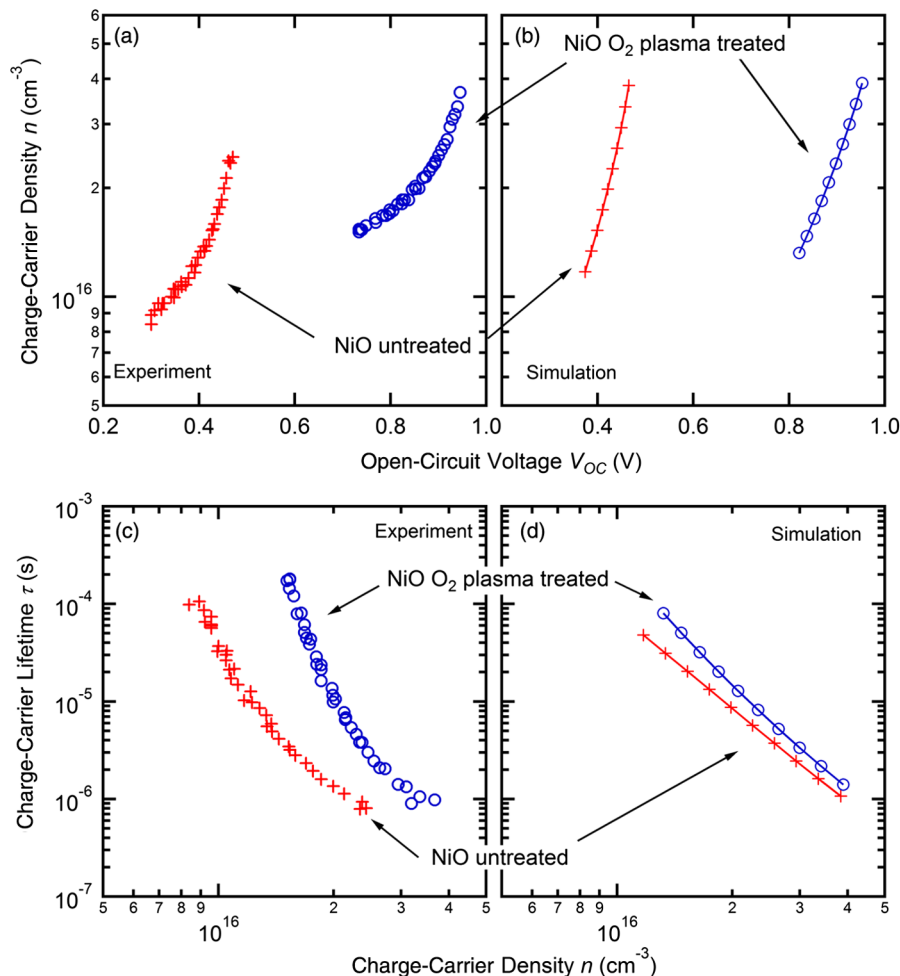 (a)
(b)
NiO O2 plasma treated
NiO untreated
Experiment
Simulation
Charge-Carrier Density n (cm-3)
6
5
4
3
2
10^16
9
8
7
6
5
0.2
0.4
0.6
0.8
1.0
0.4
0.6
0.8
1.0
Open-Circuit Voltage VOC (V)
(c)
Experiment
(d)
Simulation
NiO O2 plasma treated
NiO untreated
Charge-Carrier Lifetime τ (s)
10^-3
10^-4
10^-5
10^-6
10^-7
5
6
7
8
9
10^16
2
3
4
5
6
7
8
9
10^16
2
3
4
5
Charge-Carrier Density n (cm-3)